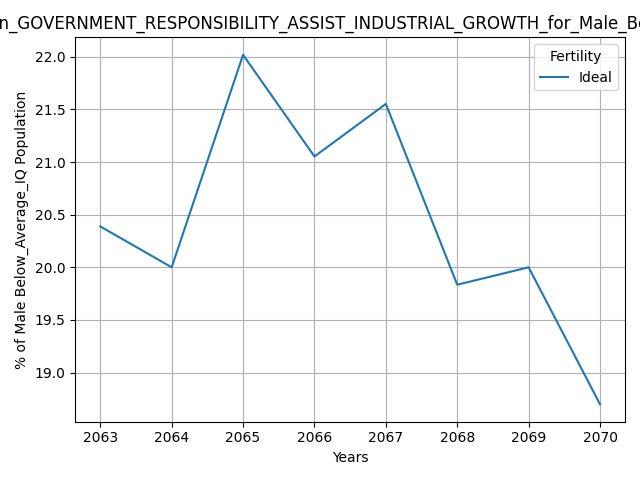 n_GOVERNMENT_RESPONSIBILITY_ASSIST_INDUSTRIAL_GROWTH_for_Male_Be
Fertility
Ideal
% of Male Below_Average_IQ Population
22.0
21.5
21.0
20.5
20.0
19.5
19.0
2063 2064 2065 2066 2067 2068 2069 2070
Years